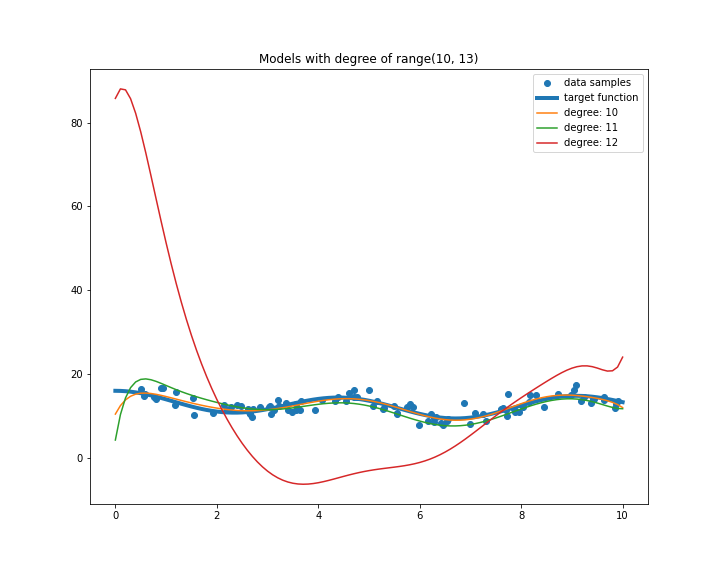 Models with degree of range(10, 13)
data samples
target function
degree: 10
degree: 11
degree: 12
80
60
40
20
0
0 2 4 6 8 10